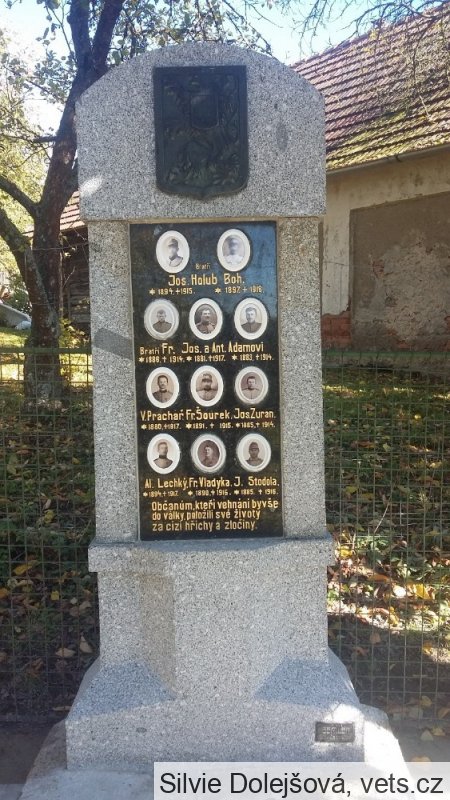 Bratři
Jos. Holub Boh.
* 1894. + 1915. * 1897. + 1916.
Bratři Fr. Jos. a Ant. Adamovi
* 1889. + 1914. * 1881. + 1917. * 1883. + 1914.
V. Prachař Fr. Šourek, Jos. Zuran.
* 1880. + 1917. * 1891. + 1915. * 1885. + 1914.
Al. Lechký, Fr. Vladyka, J. Stodola.
* 1894. + 1917. * 1890. + 1916. * 1885. + 1916.
Občanům, kteří vehnáni byvše
do války, položili své životy
za cizí hříchy a zločiny.
Silvie Dolejšová, vets.cz